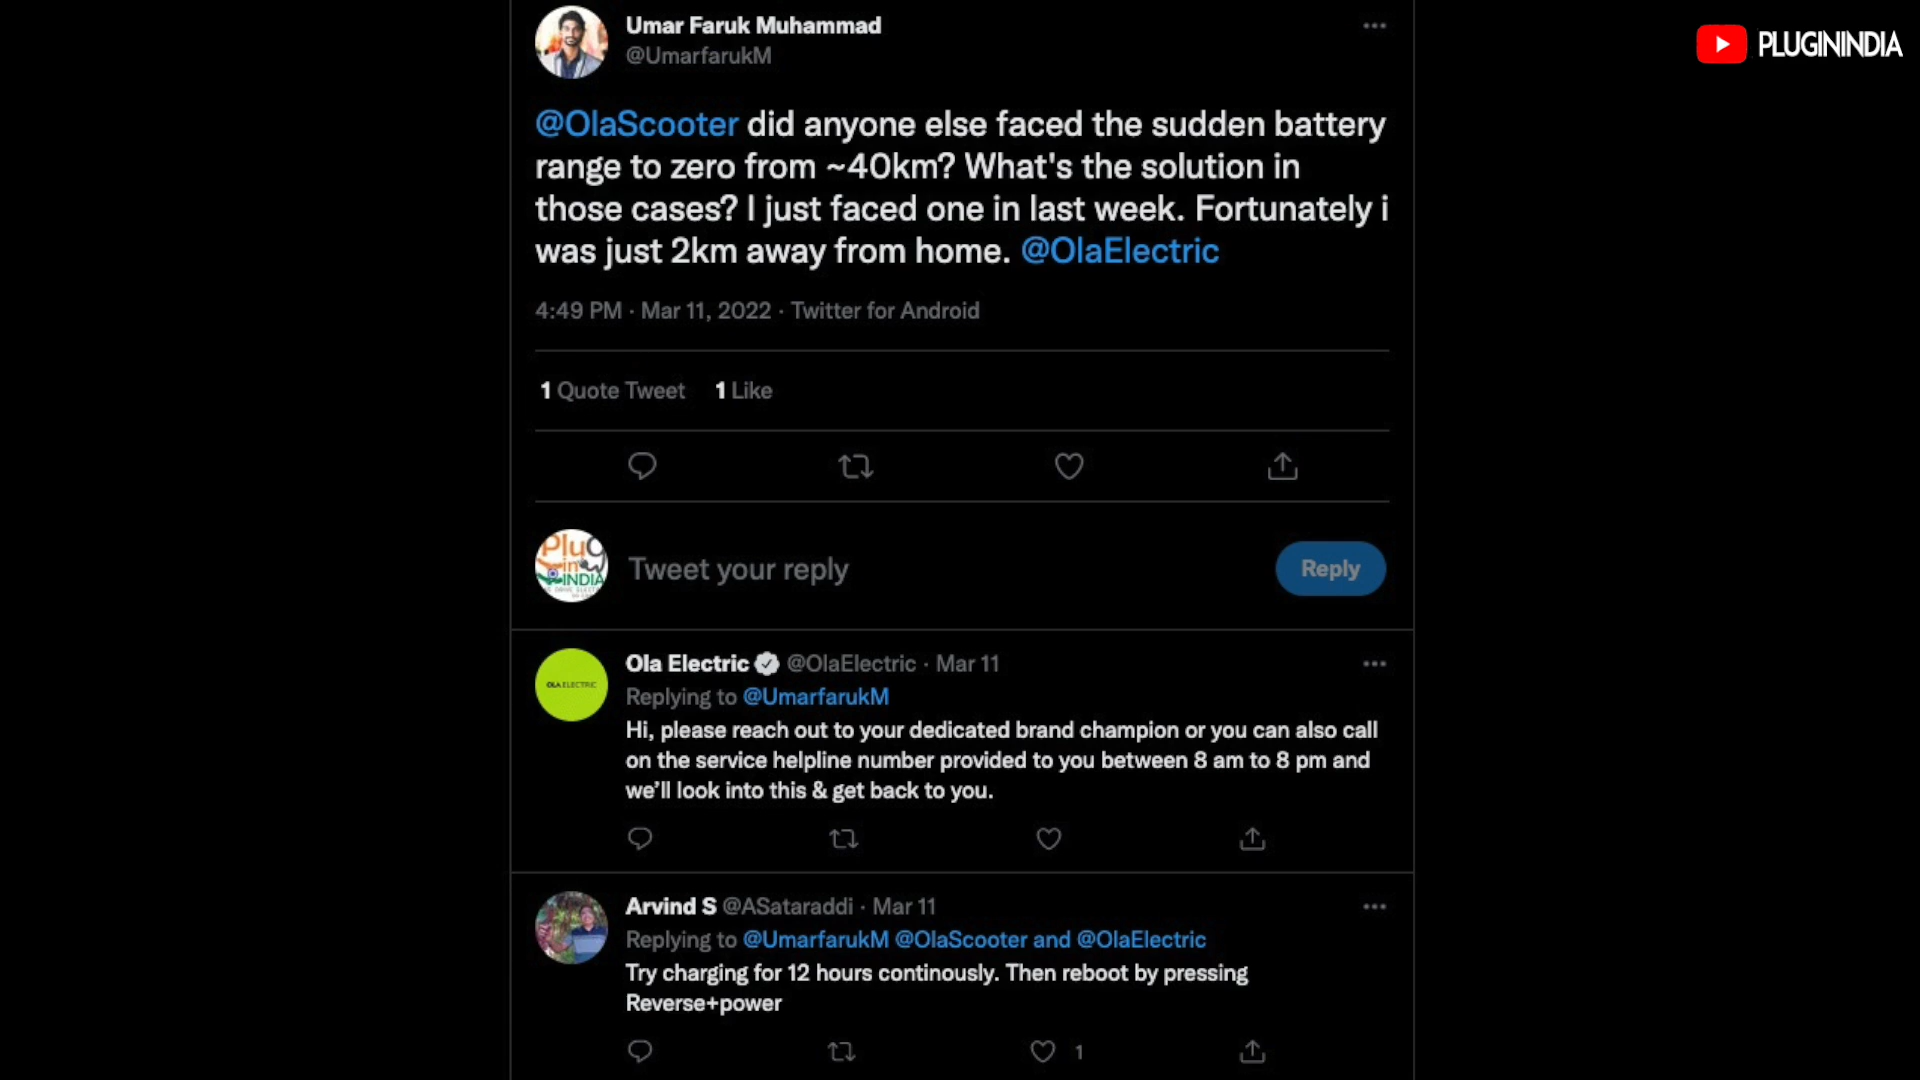 Umar Faruk Muhammad
@UmarfarukM
PLUGININDIA
@OlaScooter did anyone else faced the sudden battery
range to zero from ~40km? What's the solution in
those cases? I just faced one in last week. Fortunately i
was just 2km away from home. @OlaElectric
4:49 PM · Mar 11, 2022 · Twitter for Android
1 Quote Tweet 1 Like
Plug
in
INDIA
Tweet your reply
Reply
OLA ELECTRIC
Ola Electric @OlaElectric · Mar 11
Replying to @UmarfarukM
Hi, please reach out to your dedicated brand champion or you can also call
on the service helpline number provided to you between 8 am to 8 pm and
we’ll look into this & get back to you.
Arvind S @ASataraddi · Mar 11
Replying to @UmarfarukM @OlaScooter and @OlaElectric
Try charging for 12 hours continously. Then reboot by pressing
Reverse+power
1